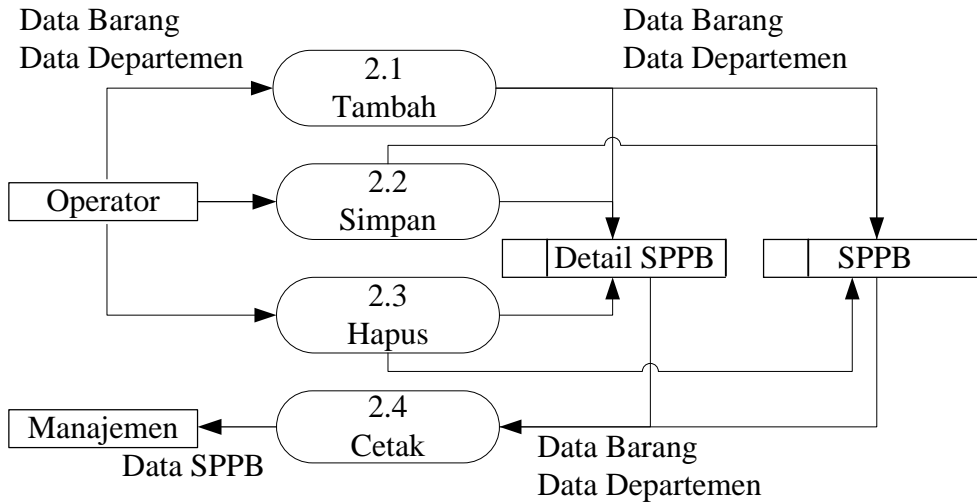 Data Barang
Data Departemen
Data Barang
Data Departemen
2.1
Tambah
2.2
Simpan
Operator
Detail SPPB
SPPB
2.3
Hapus
2.4
Cetak
Manajemen
Data SPPB
Data Barang
Data Departemen